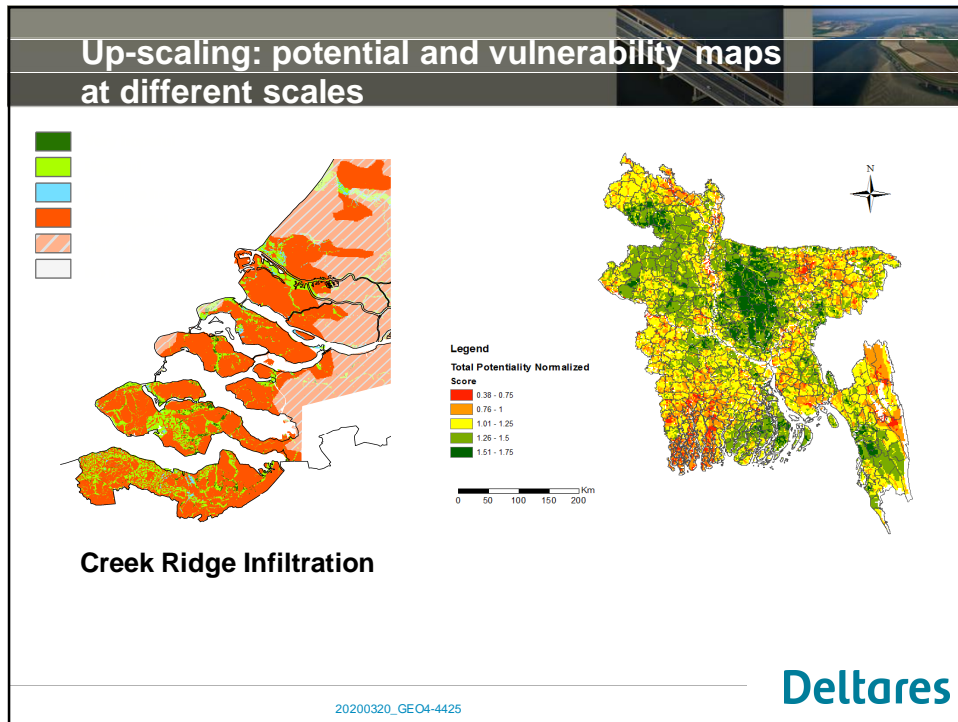 Up-scaling: potential and vulnerability maps
at different scales
N
Legend
Total Potentiality Normalized
Score
0.38 - 0.75
0.76 - 1
1.01 - 1.25
1.26 - 1.5
1.51 - 1.75
Km
0 50 100 150 200
Creek Ridge Infiltration
20200320_GEO4-4425
Deltares